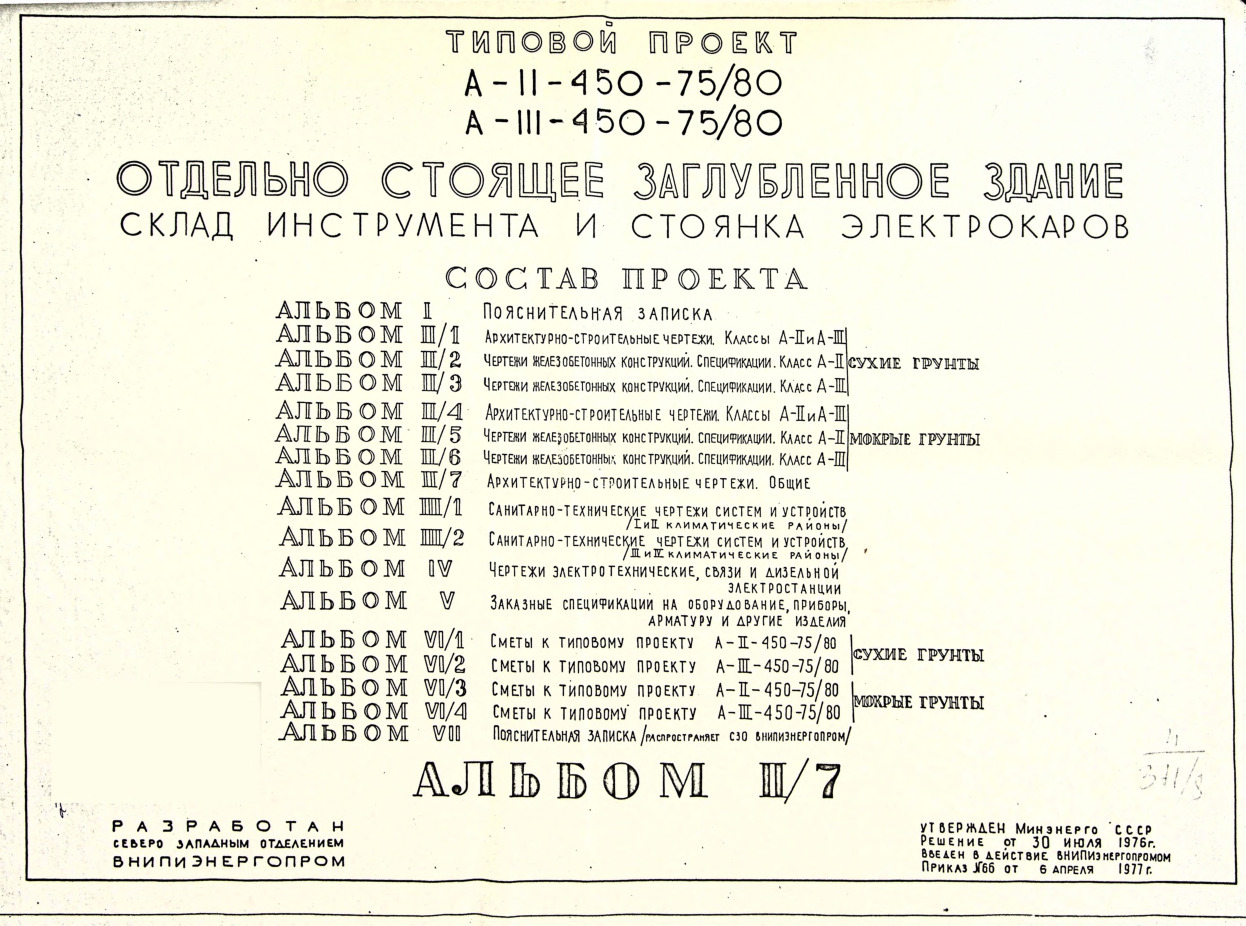 ТИПОВОЙ ПРОЕКТ
А-II-450-75/80
А-III-450-75/80
ОТДЕЛЬНО СТОЯЩЕЕ ЗАГЛУБЛЕННОЕ ЗДАНИЕ
СКЛАД ИНСТРУМЕНТА И СТОЯНКА ЭЛЕКТРОКАРОВ
СОСТАВ ПРОЕКТА
АЛЬБОМ I ПОЯСНИТЕЛЬНАЯ ЗАПИСКА
АЛЬБОМ II/1 АРХИТЕКТУРНО-СТРОИТЕЛЬНЫЕ ЧЕРТЕЖИ. КЛАССЫ А-II и А-III
АЛЬБОМ II/2 ЧЕРТЕЖИ ЖЕЛЕЗОБЕТОННЫХ КОНСТРУКЦИЙ. СПЕЦИФИКАЦИИ. КЛАСС А-II СУХИЕ ГРУНТЫ
АЛЬБОМ II/3 ЧЕРТЕЖИ ЖЕЛЕЗОБЕТОННЫХ КОНСТРУКЦИЙ. СПЕЦИФИКАЦИИ. КЛАСС А-III
АЛЬБОМ II/4 АРХИТЕКТУРНО-СТРОИТЕЛЬНЫЕ ЧЕРТЕЖИ. КЛАССЫ А-II и А-III
АЛЬБОМ II/5 ЧЕРТЕЖИ ЖЕЛЕЗОБЕТОННЫХ КОНСТРУКЦИЙ. СПЕЦИФИКАЦИИ. КЛАСС А-II МОКРЫЕ ГРУНТЫ
АЛЬБОМ II/6 ЧЕРТЕЖИ ЖЕЛЕЗОБЕТОННЫХ КОНСТРУКЦИЙ. СПЕЦИФИКАЦИИ. КЛАСС А-III
АЛЬБОМ II/7 АРХИТЕКТУРНО-СТРОИТЕЛЬНЫЕ ЧЕРТЕЖИ. ОБЩИЕ
АЛЬБОМ III/1 САНИТАРНО-ТЕХНИЧЕСКИЕ ЧЕРТЕЖИ СИСТЕМ И УСТРОЙСТВ
/I и II КЛИМАТИЧЕСКИЕ РАЙОНЫ/
АЛЬБОМ III/2 САНИТАРНО-ТЕХНИЧЕСКИЕ ЧЕРТЕЖИ СИСТЕМ И УСТРОЙСТВ
/III и IV КЛИМАТИЧЕСКИЕ РАЙОНЫ/
АЛЬБОМ IV ЧЕРТЕЖИ ЭЛЕКТРОТЕХНИЧЕСКИЕ, СВЯЗИ И ДИЗЕЛЬНОЙ
ЭЛЕКТРОСТАНЦИИ
АЛЬБОМ V ЗАКАЗНЫЕ СПЕЦИФИКАЦИИ НА ОБОРУДОВАНИЕ, ПРИБОРЫ,
АРМАТУРУ И ДРУГИЕ ИЗДЕЛИЯ
АЛЬБОМ VI/1 СМЕТЫ К ТИПОВОМУ ПРОЕКТУ А-II-450-75/80
СУХИЕ ГРУНТЫ
АЛЬБОМ VI/2 СМЕТЫ К ТИПОВОМУ ПРОЕКТУ А-III-450-75/80
АЛЬБОМ VI/3 СМЕТЫ К ТИПОВОМУ ПРОЕКТУ А-II-450-75/80
МОКРЫЕ ГРУНТЫ
АЛЬБОМ VI/4 СМЕТЫ К ТИПОВОМУ ПРОЕКТУ А-III-450-75/80
АЛЬБОМ VII ПОЯСНИТЕЛЬНАЯ ЗАПИСКА /РАСПРОСТРАНЯЕТ СЗО ВНИПИЭНЕРГОПРОМ/
АЛЬБОМ II/7
РАЗРАБОТАН
СЕВЕРО ЗАПАДНЫМ ОТДЕЛЕНИЕМ
ВНИПИЭНЕРГОПРОМ
УТВЕРЖДЕН МИНЭНЕРГО СССР
РЕШЕНИЕ ОТ 30 ИЮЛЯ 1976г.
ВВЕДЕН В ДЕЙСТВИЕ ВНИПИЭНЕРГОПРОМОМ
ПРИКАЗ №66 ОТ 6 АПРЕЛЯ 1977г.